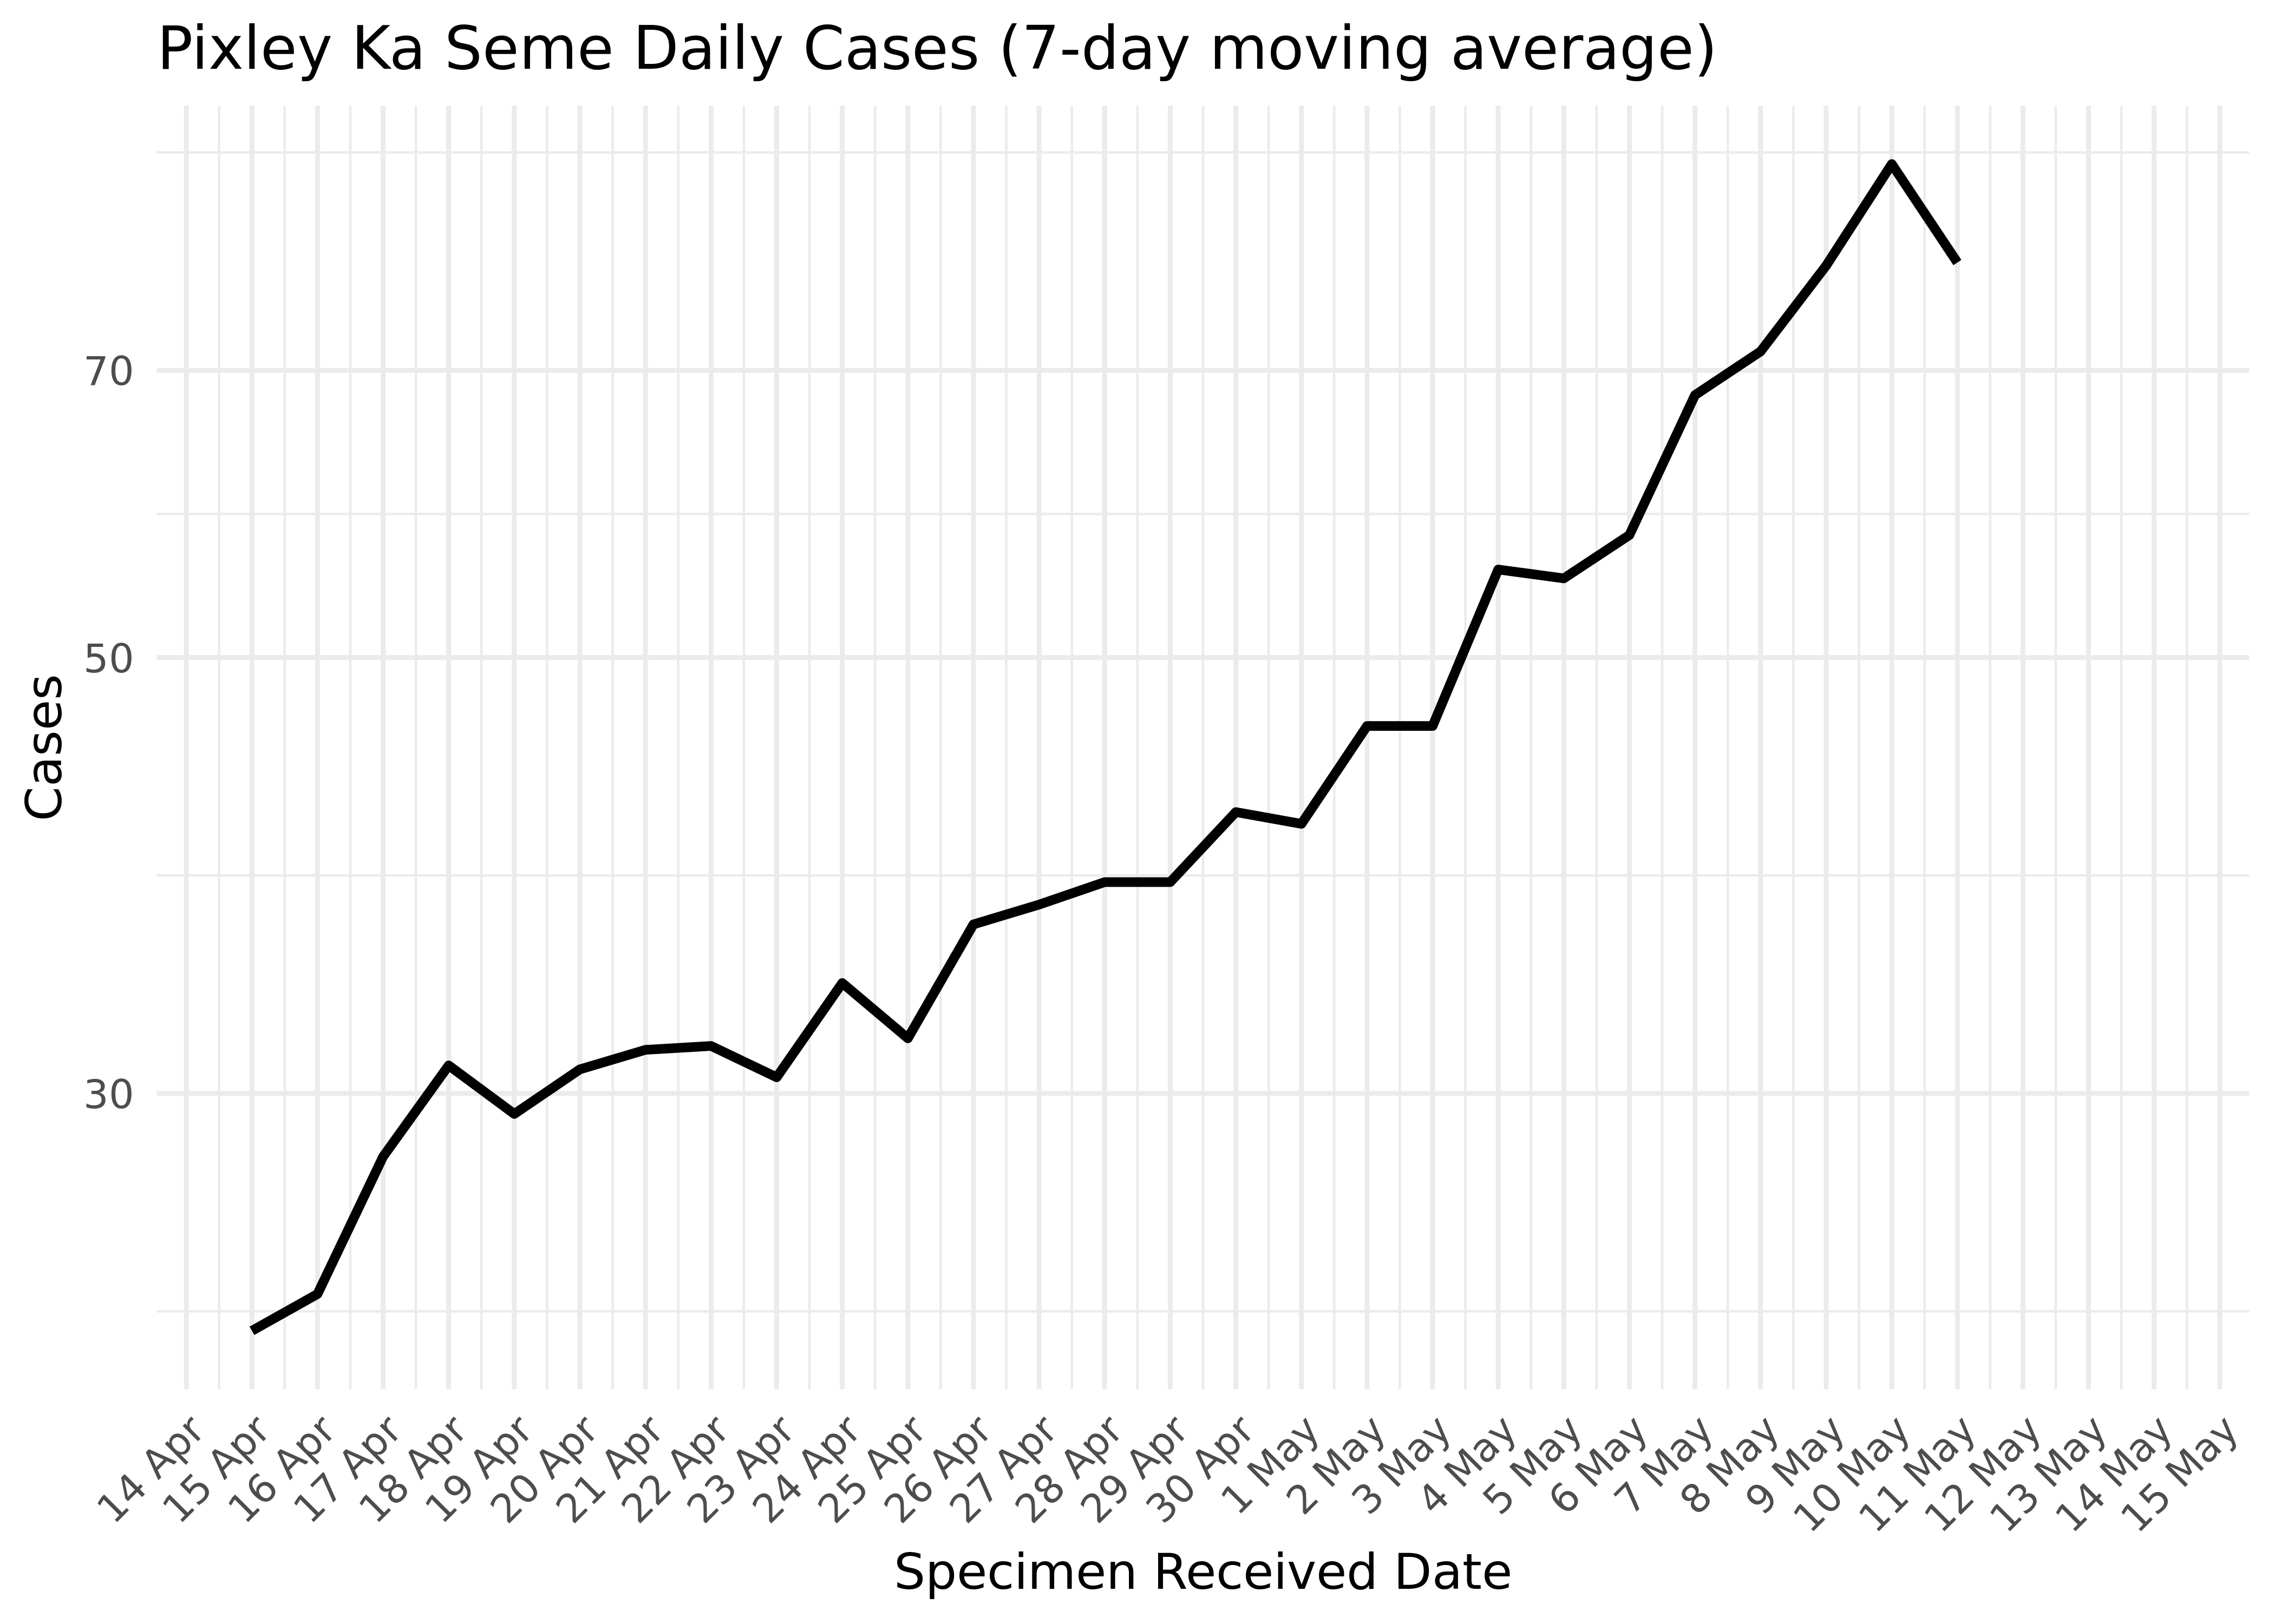 Pixley Ka Seme Daily Cases (7-day moving average)
Cases
70
50
30
14 Apr
15 Apr
16 Apr
17 Apr
18 Apr
19 Apr
20 Apr
21 Apr
22 Apr
23 Apr
24 Apr
25 Apr
26 Apr
27 Apr
28 Apr
29 Apr
30 Apr
1 May
2 May
3 May
4 May
5 May
6 May
7 May
8 May
9 May
10 May
11 May
12 May
13 May
14 May
15 May
Specimen Received Date